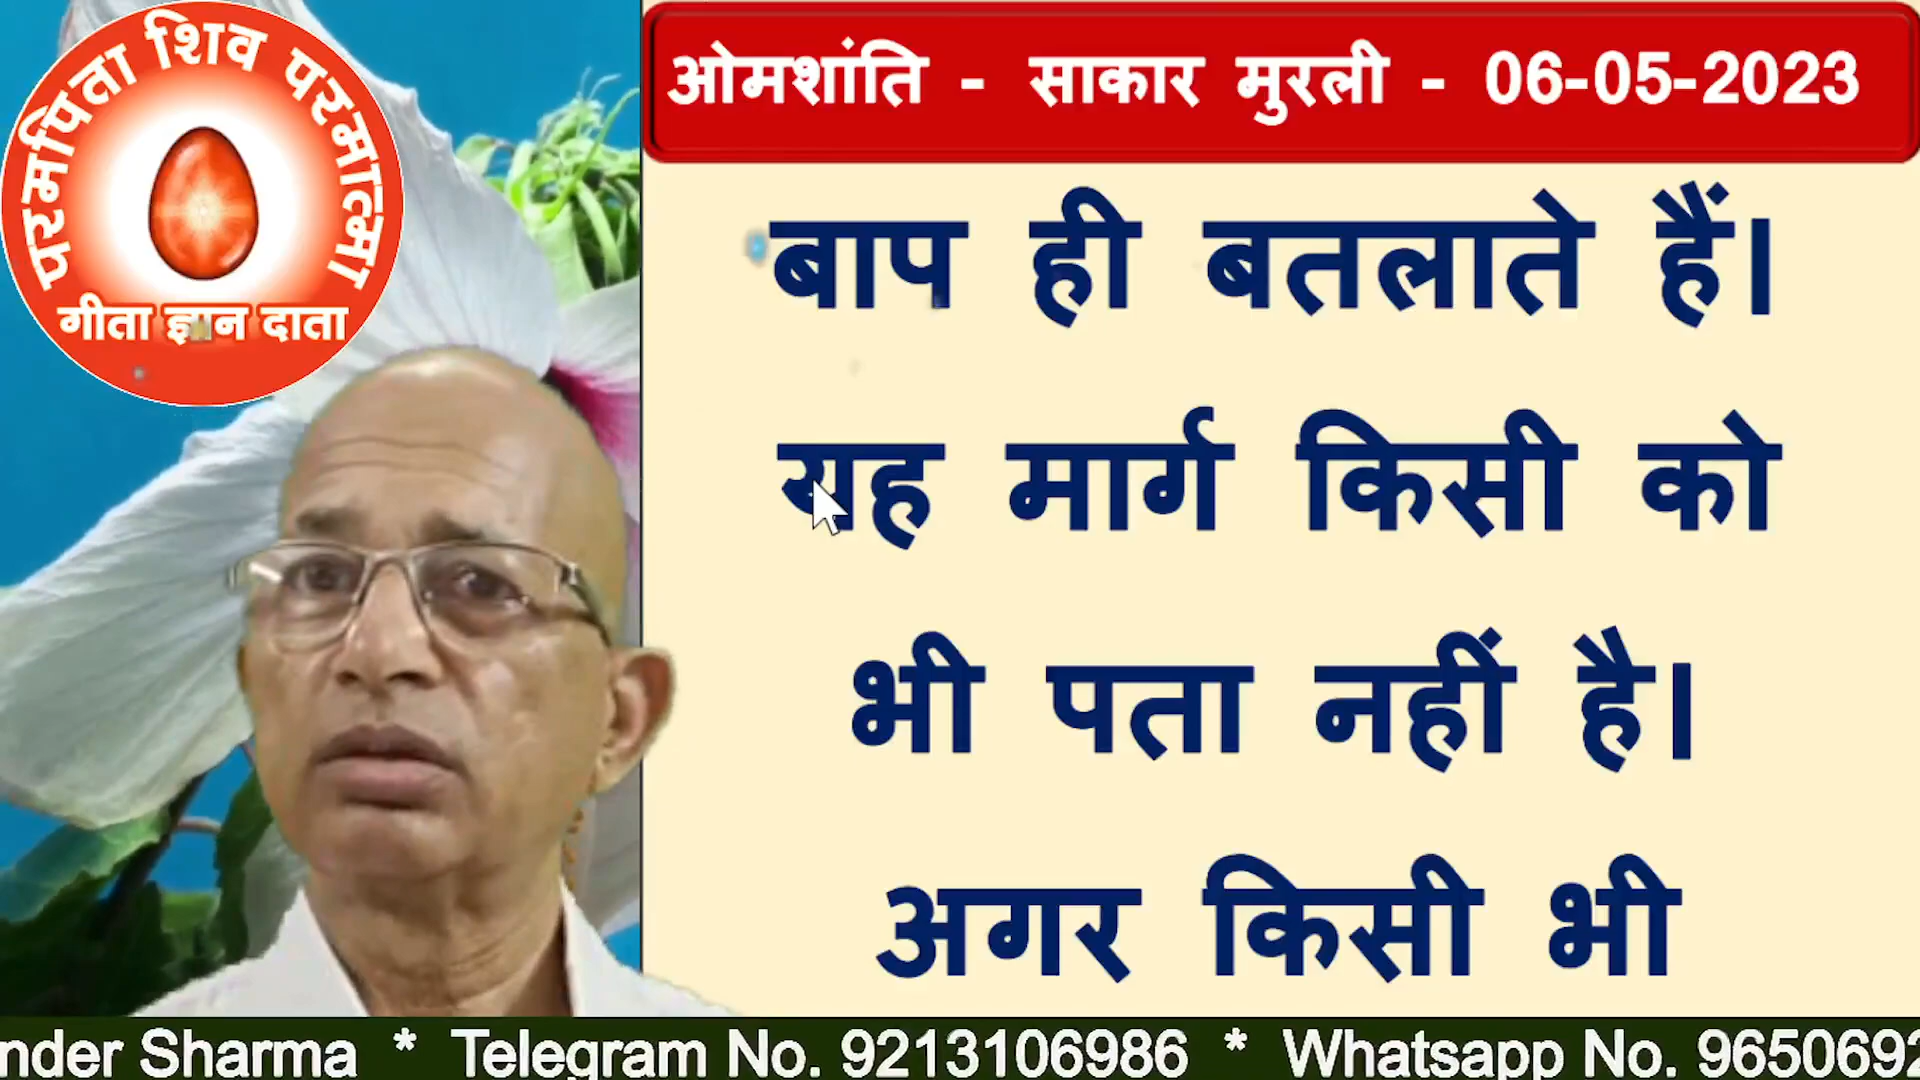 परमपिता शिव परमात्मा
गीता ज्ञान दाता
ओमशांति - साकार मुरली - 06-05-2023
बाप ही बतलाते हैं।
यह मार्ग किसी को
भी पता नहीं है।
अगर किसी भी
nder Sharma * Telegram No. 9213106986 * Whatsapp No. 9650692